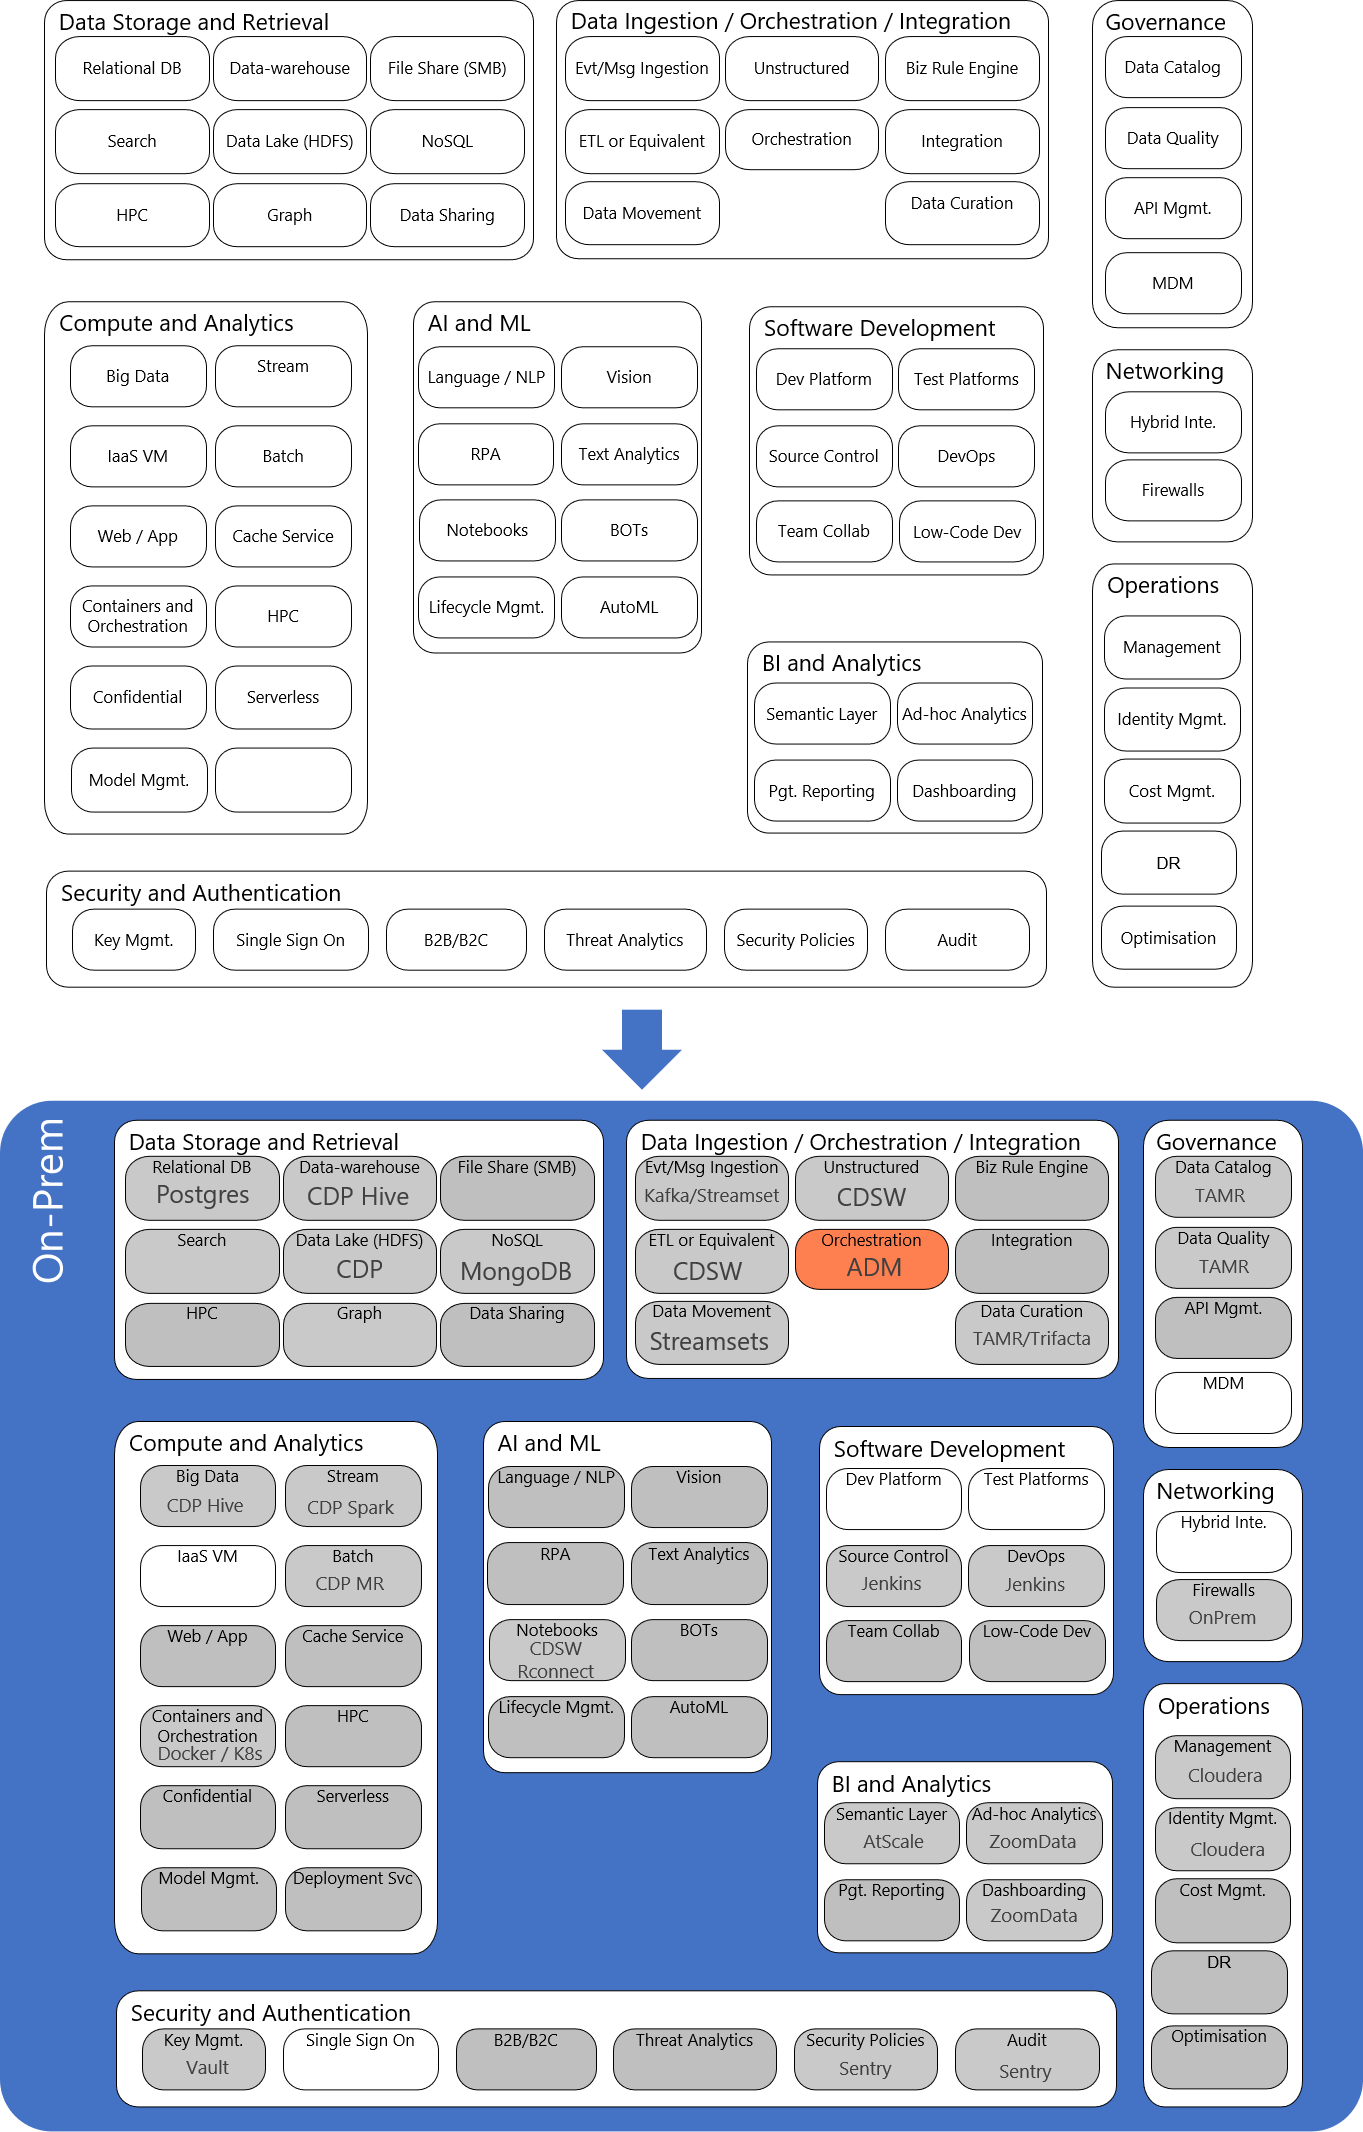 Data Storage and Retrieval
Relational DB
Data-warehouse
File Share (SMB)
Search
Data Lake (HDFS)
NoSQL
HPC
Graph
Data Sharing
Data Ingestion / Orchestration / Integration
Evt/Msg Ingestion
Unstructured
Biz Rule Engine
ETL or Equivalent
Orchestration
Integration
Data Movement
Data Curation
Governance
Data Catalog
Data Quality
API Mgmt.
MDM
Compute and Analytics
Big Data
Stream
IaaS VM
Batch
Web / App
Cache Service
Containers and
Orchestration
HPC
Confidential
Serverless
Model Mgmt.
AI and ML
Language / NLP
Vision
RPA
Text Analytics
Notebooks
BOTs
Lifecycle Mgmt.
AutoML
Software Development
Dev Platform
Test Platforms
Source Control
DevOps
Team Collab
Low-Code Dev
Networking
Hybrid Inte.
Firewalls
BI and Analytics
Semantic Layer
Ad-hoc Analytics
Pgt. Reporting
Dashboarding
Operations
Management
Identity Mgmt.
Cost Mgmt.
DR
Optimisation
Security and Authentication
Key Mgmt.
Single Sign On
B2B/B2C
Threat Analytics
Security Policies
Audit
On-Prem
Data Storage and Retrieval
Relational DB
Postgres
Data-warehouse
CDP Hive
File Share (SMB)
Search
Data Lake (HDFS)
CDP
NoSQL
MongoDB
HPC
Graph
Data Sharing
Data Ingestion / Orchestration / Integration
Evt/Msg Ingestion
Kafka/Streamset
Unstructured
CDSW
Biz Rule Engine
ETL or Equivalent
CDSW
Orchestration
ADM
Integration
Data Movement
Streamsets
Data Curation
TAMR/Trifacta
Governance
Data Catalog
TAMR
Data Quality
TAMR
API Mgmt.
MDM
Compute and Analytics
Big Data
CDP Hive
Stream
CDP Spark
IaaS VM
Batch
CDP MR
Web / App
Cache Service
Containers and
Orchestration
Docker / K8s
HPC
Confidential
Serverless
Model Mgmt.
Deployment Svc
AI and ML
Language / NLP
Vision
RPA
Text Analytics
Notebooks
CDSW
Rconnect
BOTs
Lifecycle Mgmt.
AutoML
Software Development
Dev Platform
Test Platforms
Source Control
Jenkins
DevOps
Jenkins
Team Collab
Low-Code Dev
Networking
Hybrid Inte.
Firewalls
OnPrem
BI and Analytics
Semantic Layer
AtScale
Ad-hoc Analytics
ZoomData
Pgt. Reporting
Dashboarding
ZoomData
Operations
Management
Cloudera
Identity Mgmt.
Cloudera
Cost Mgmt.
DR
Optimisation
Security and Authentication
Key Mgmt.
Vault
Single Sign On
B2B/B2C
Threat Analytics
Security Policies
Sentry
Audit
Sentry